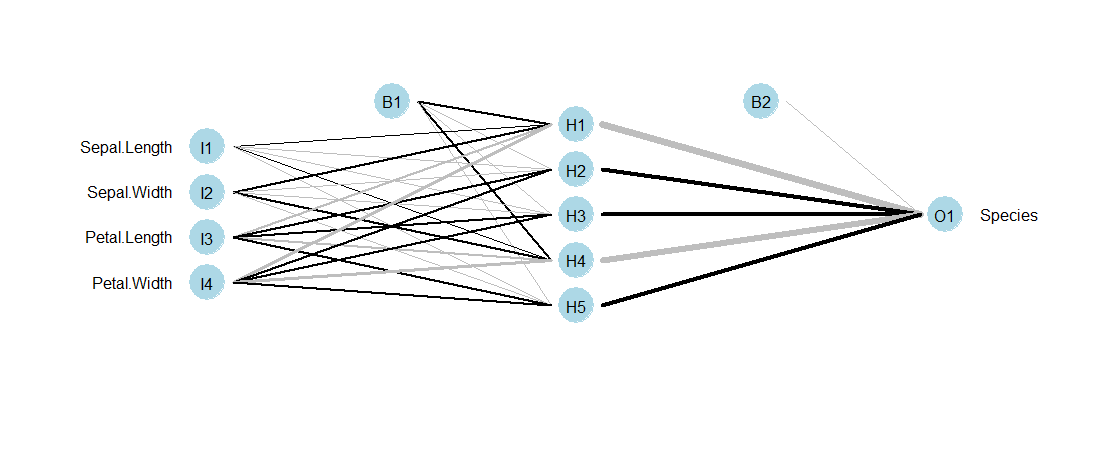 B1
B2
H1
Sepal.Length I1
H2
Sepal.Width I2
H3
O1 Species
Petal.Length I3
H4
Petal.Width I4
H5